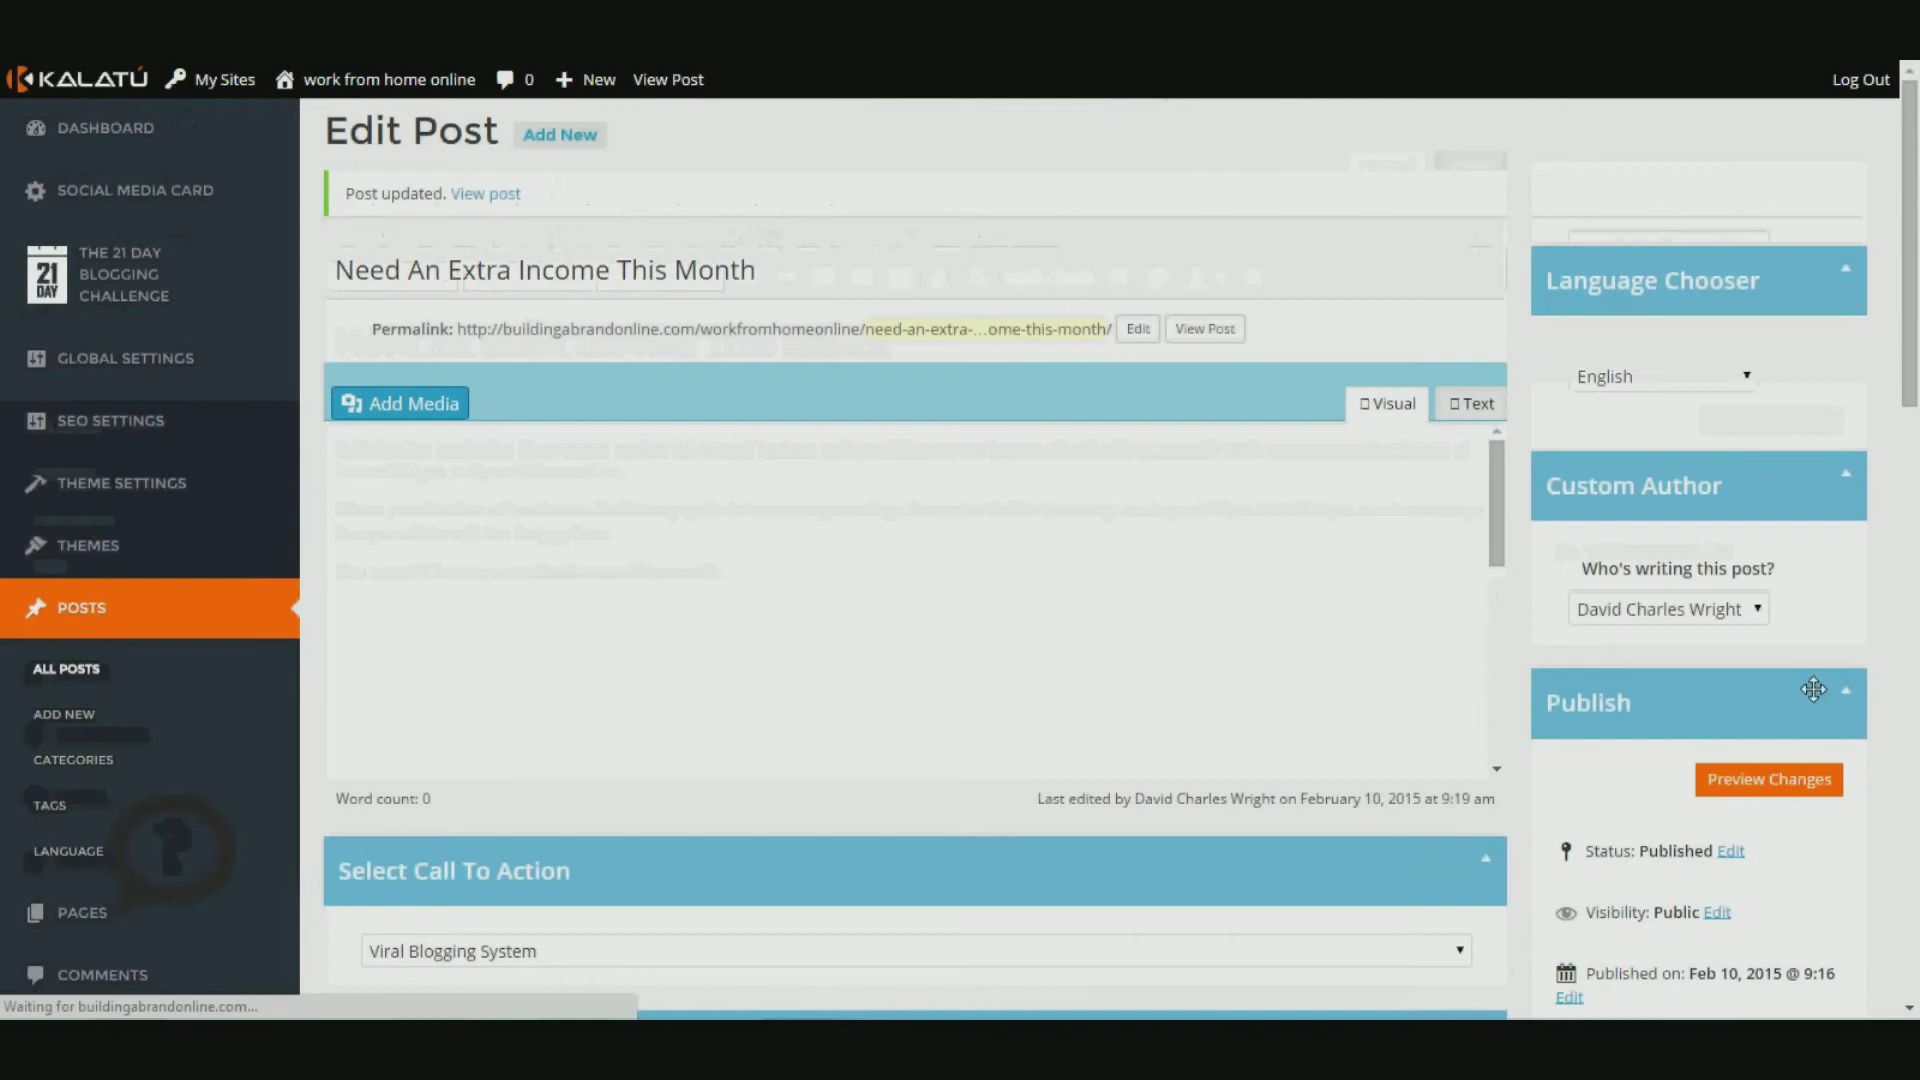 KALATÚ My Sites work from home online 0 New View Post Log Out
DASHBOARD
SOCIAL MEDIA CARD
21 DAY
THE 21 DAY
BLOGGING
CHALLENGE
GLOBAL SETTINGS
SEO SETTINGS
THEME SETTINGS
THEMES
POSTS
ALL POSTS
ADD NEW
CATEGORIES
TAGS
LANGUAGE
PAGES
COMMENTS
Waiting for buildingabrandonline.com...
Edit Post Add New
Post updated. View post
Need An Extra Income This Month
Permalink: http://buildingabrandonline.com/workfromhomeonline/need-an-extra-...ome-this-month/ Edit View Post
Add Media Visual Text
Word count: 0 Last edited by David Charles Wright on February 10, 2015 at 9:19 am
Select Call To Action
Viral Blogging System
Language Chooser
English
Custom Author
Who's writing this post?
David Charles Wright
Publish
Preview Changes
Status: Published Edit
Visibility: Public Edit
Published on: Feb 10, 2015 @ 9:16
Edit